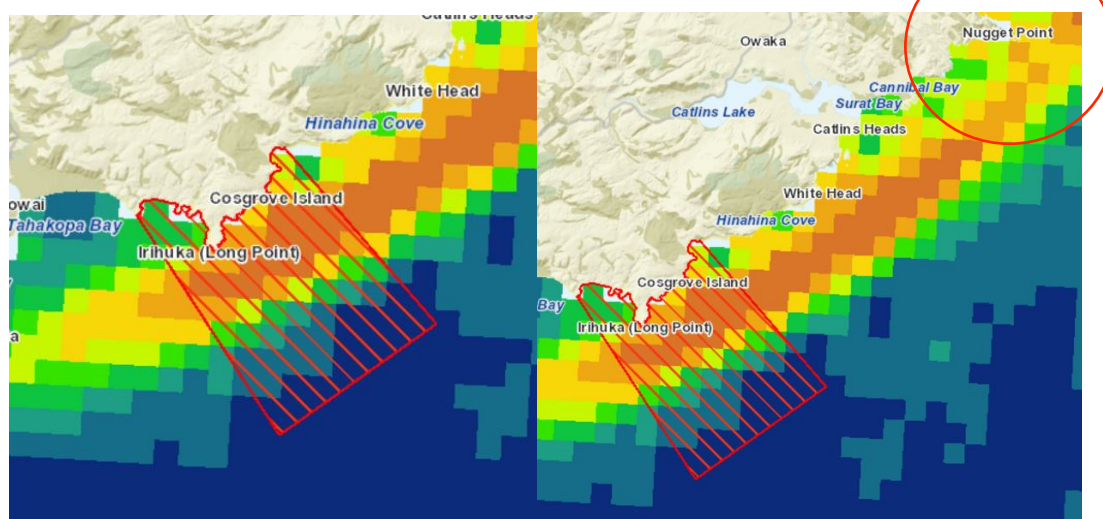 Catlins Heads
White Head
Hinahina Cove
Cosgrove Island
Tahakopa Bay
Irihuka (Long Point)
Nugget Point
Owaka
Cannibal Bay
Surat Bay
Catlins Lake
Catlins Heads
White Head
Hinahina Cove
Cosgrove Island
Bay
Irihuka (Long Point)